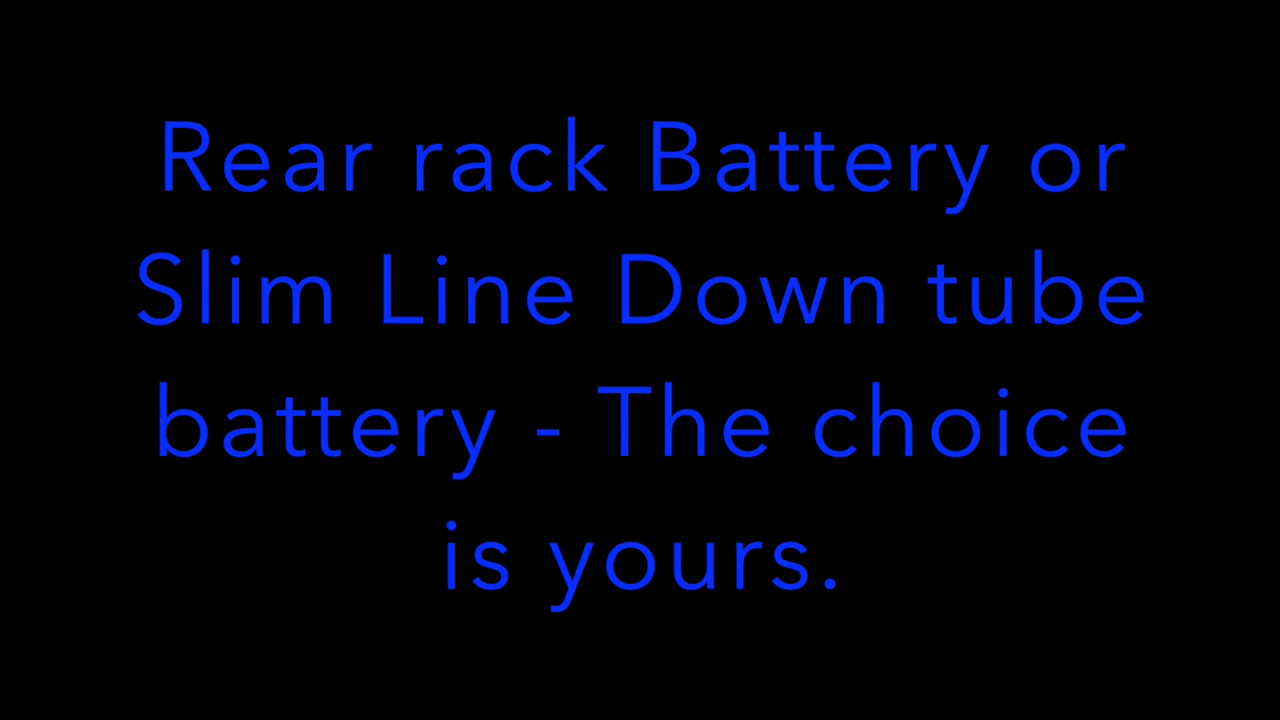 Rear rack Battery or
Slim Line Down tube
battery - The choice
is yours.